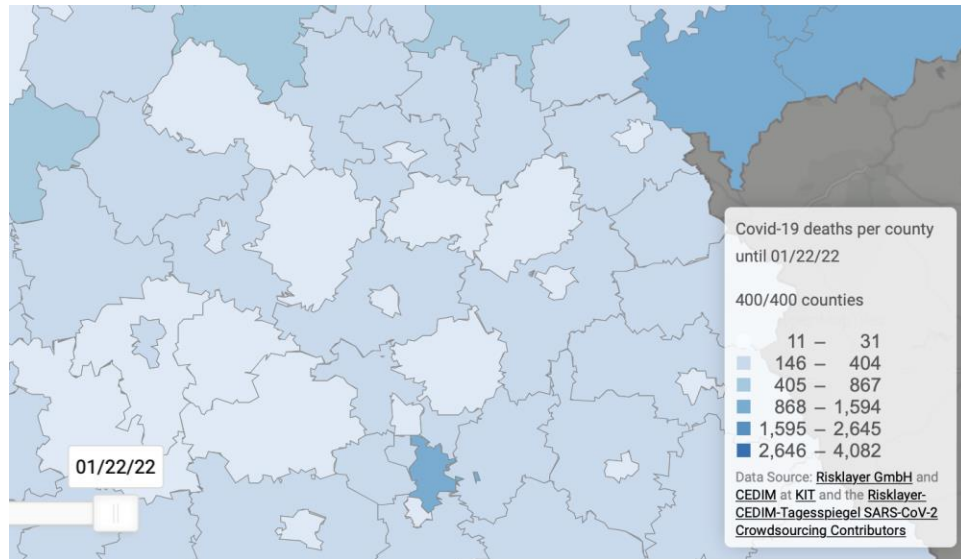 Covid-19 deaths per county
until 01/22/22
400/400 counties
11 – 31
146 – 404
405 – 867
868 – 1,594
1,595 – 2,645
2,646 – 4,082
Data Source: Risklayer GmbH and
CEDIM at KIT and the Risklayer-
CEDIM-Tagesspiegel SARS-CoV-2
Crowdsourcing Contributors
01/22/22